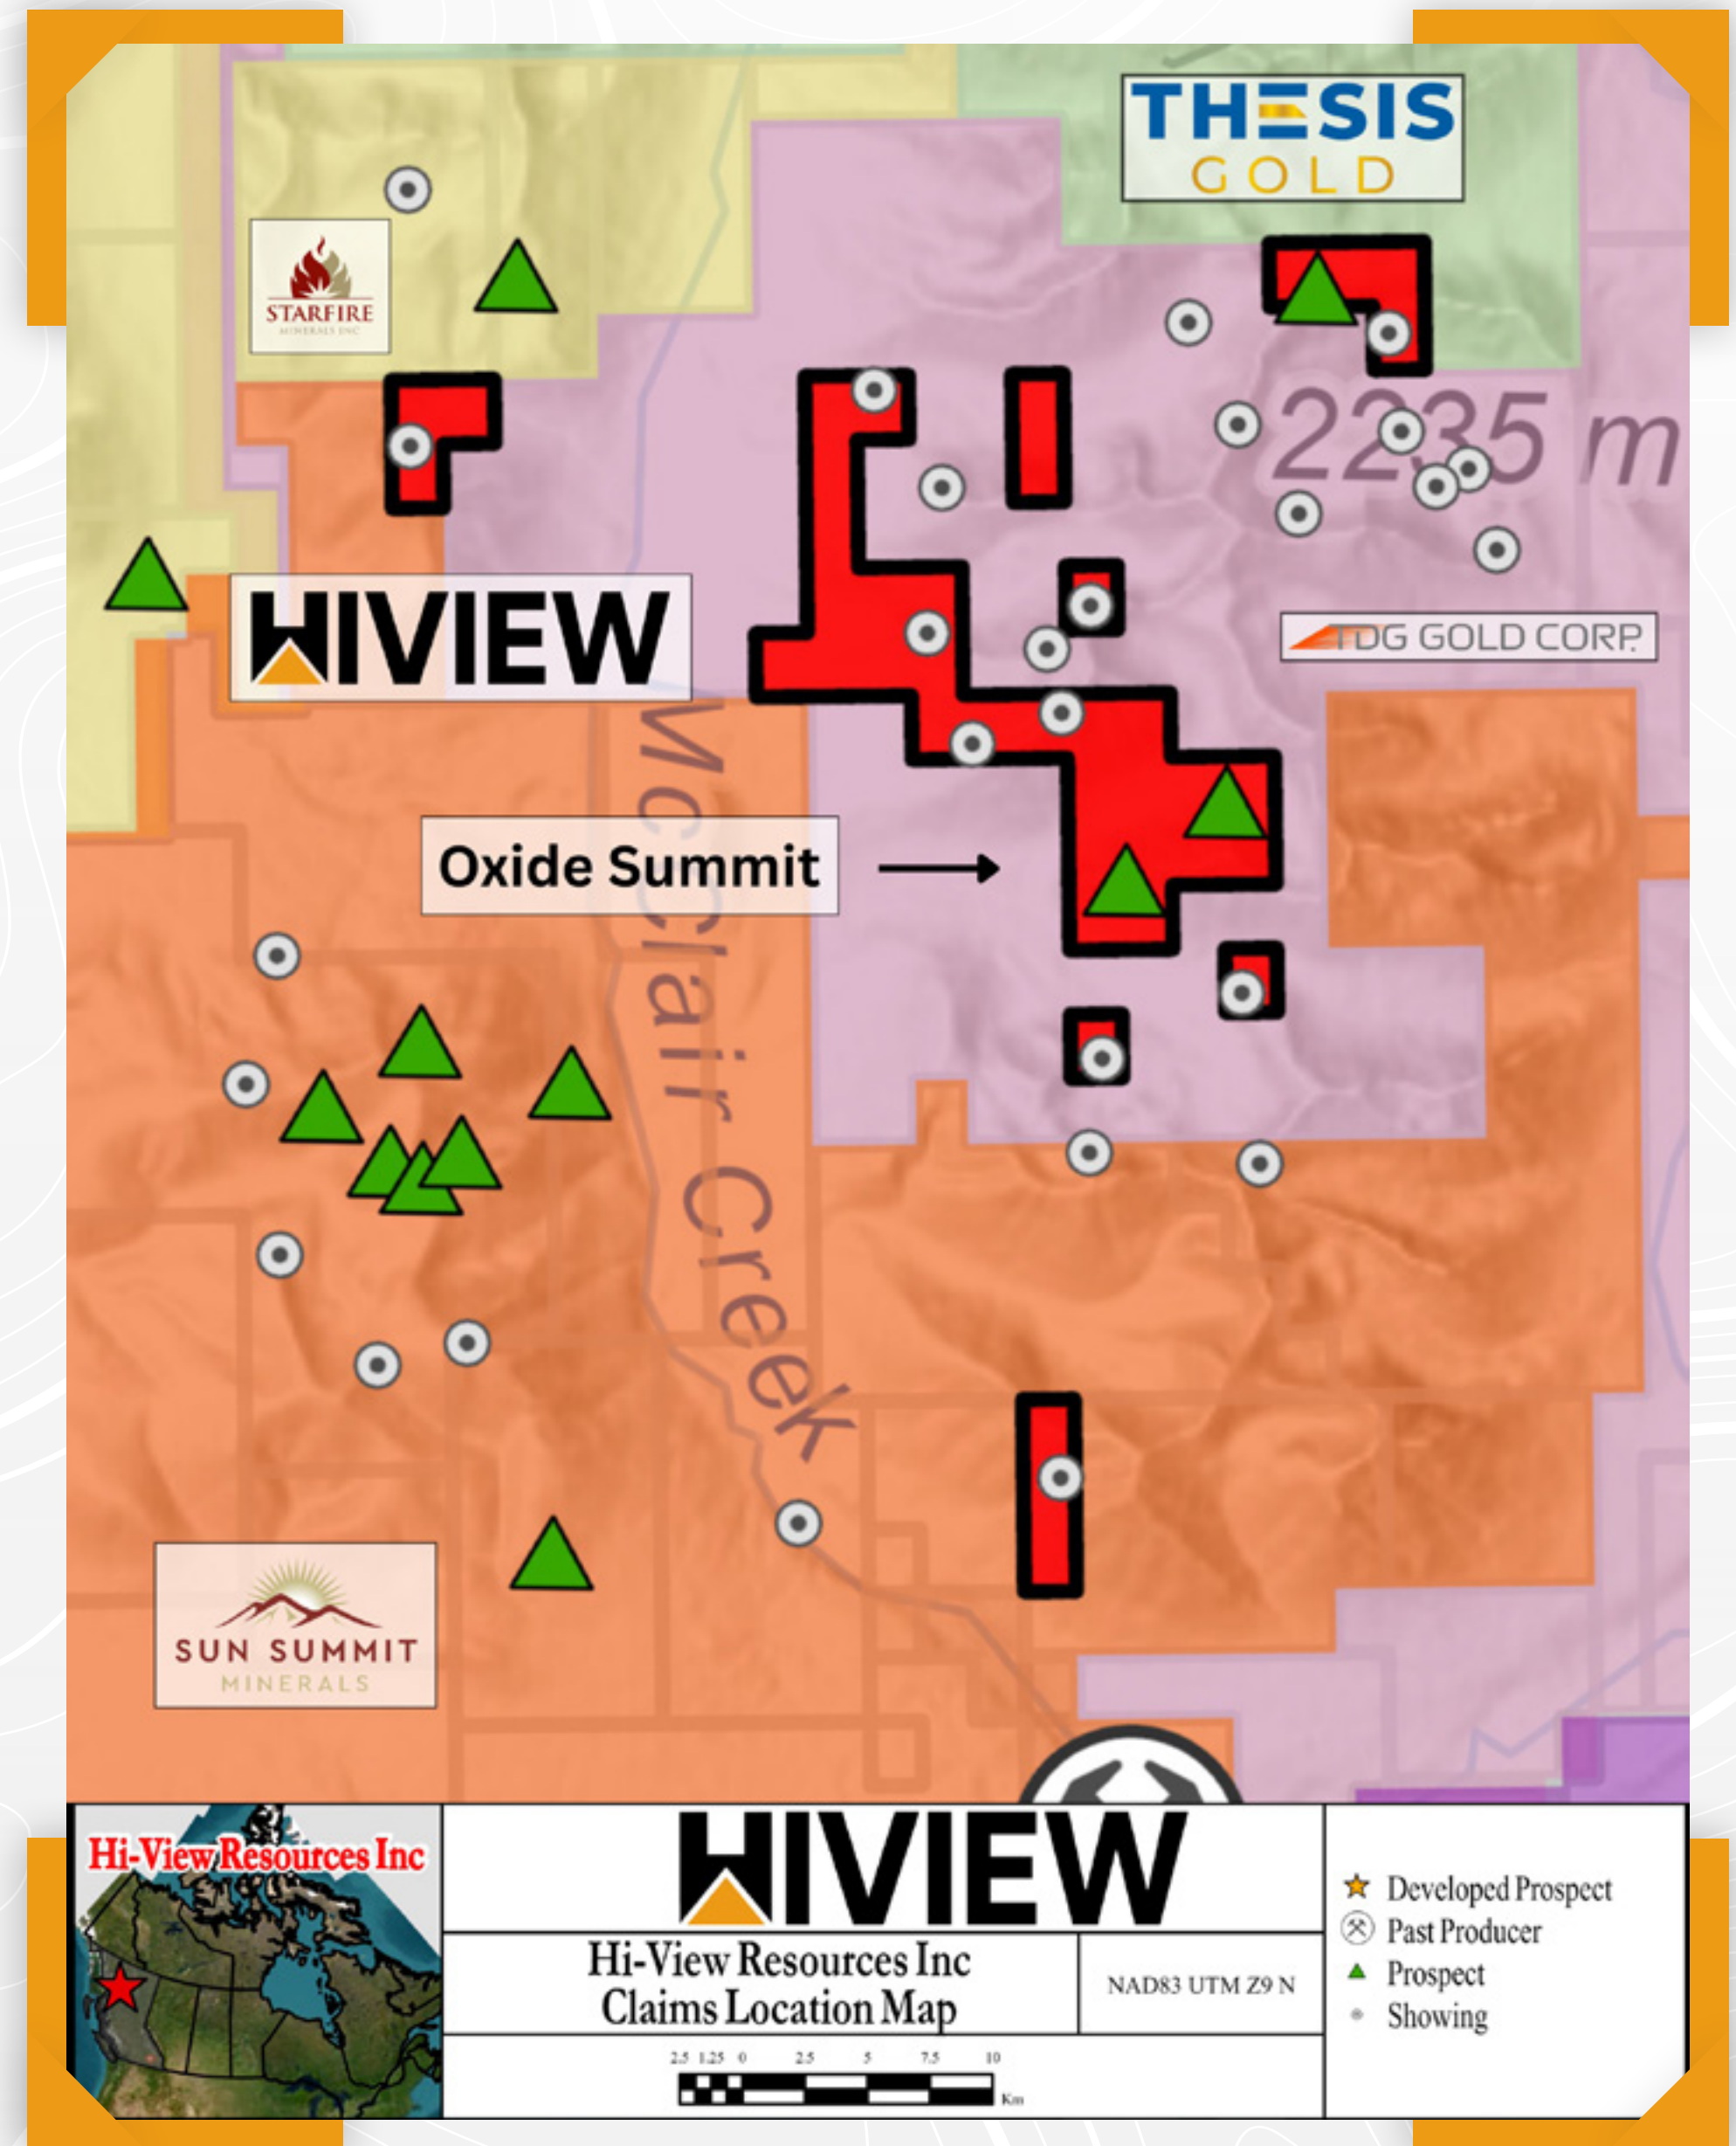 THESIS
GOLD
STARFIRE
MINERALS INC
2235 m
HIVIEW
TDG GOLD CORP.
Mcclair Creek
Oxide Summit
SUN SUMMIT
MINERALS
Hi-View Resources Inc
HIVIEW
Hi-View Resources Inc
Claims Location Map
NAD83 UTM Z9 N
2.5 1.25 0 2.5 5 7.5 10
Km
Developed Prospect
Past Producer
Prospect
Showing